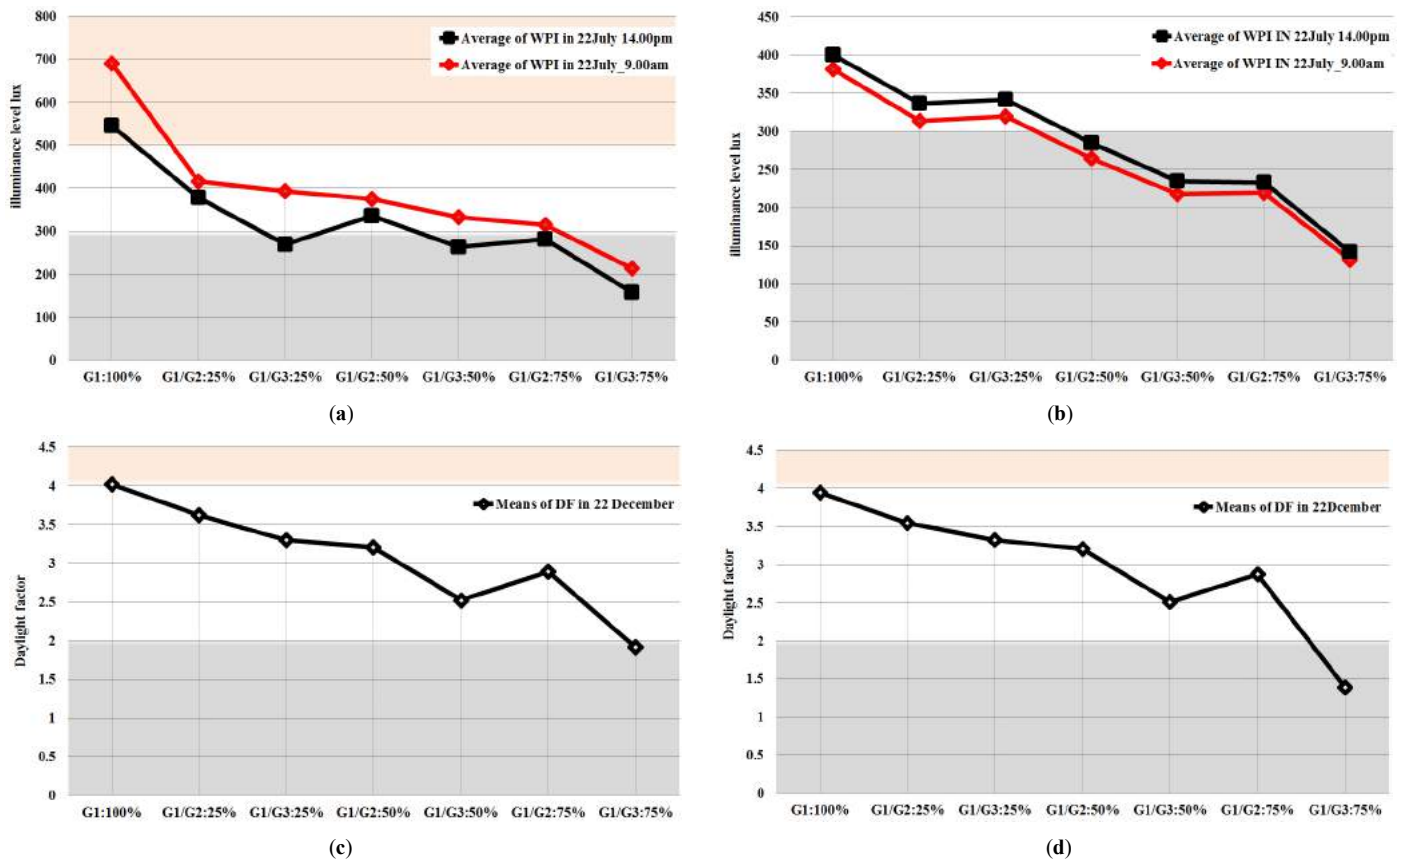 800
700
600
500
400
300
200
100
0
illuminance level lux
Average of WPI in 22July 14.00pm
Average of WPI in 22July_9.00am
G1:100% G1/G2:25% G1/G3:25% G1/G2:50% G1/G3:50% G1/G2:75% G1/G3:75%
(a)
450
400
350
300
250
200
150
100
50
0
illuminance level lux
Average of WPI IN 22July 14.00pm
Average of WPI IN 22July_9.00am
G1:100% G1/G2:25% G1/G3:25% G1/G2:50% G1/G3:50% G1/G2:75% G1/G3:75%
(b)
4.5
4
3.5
3
2.5
2
1.5
1
0.5
0
Daylight factor
Means of DF in 22 December
G1:100% G1/G2:25% G1/G3:25% G1/G2:50% G1/G3:50% G1/G2:75% G1/G3:75%
(c)
4.5
4
3.5
3
2.5
2
1.5
1
0.5
0
Daylight factor
Means of DF in 22Dcember
G1:100% G1/G2:25% G1/G3:25% G1/G2:50% G1/G3:50% G1/G2:75% G1/G3:75%
(d)